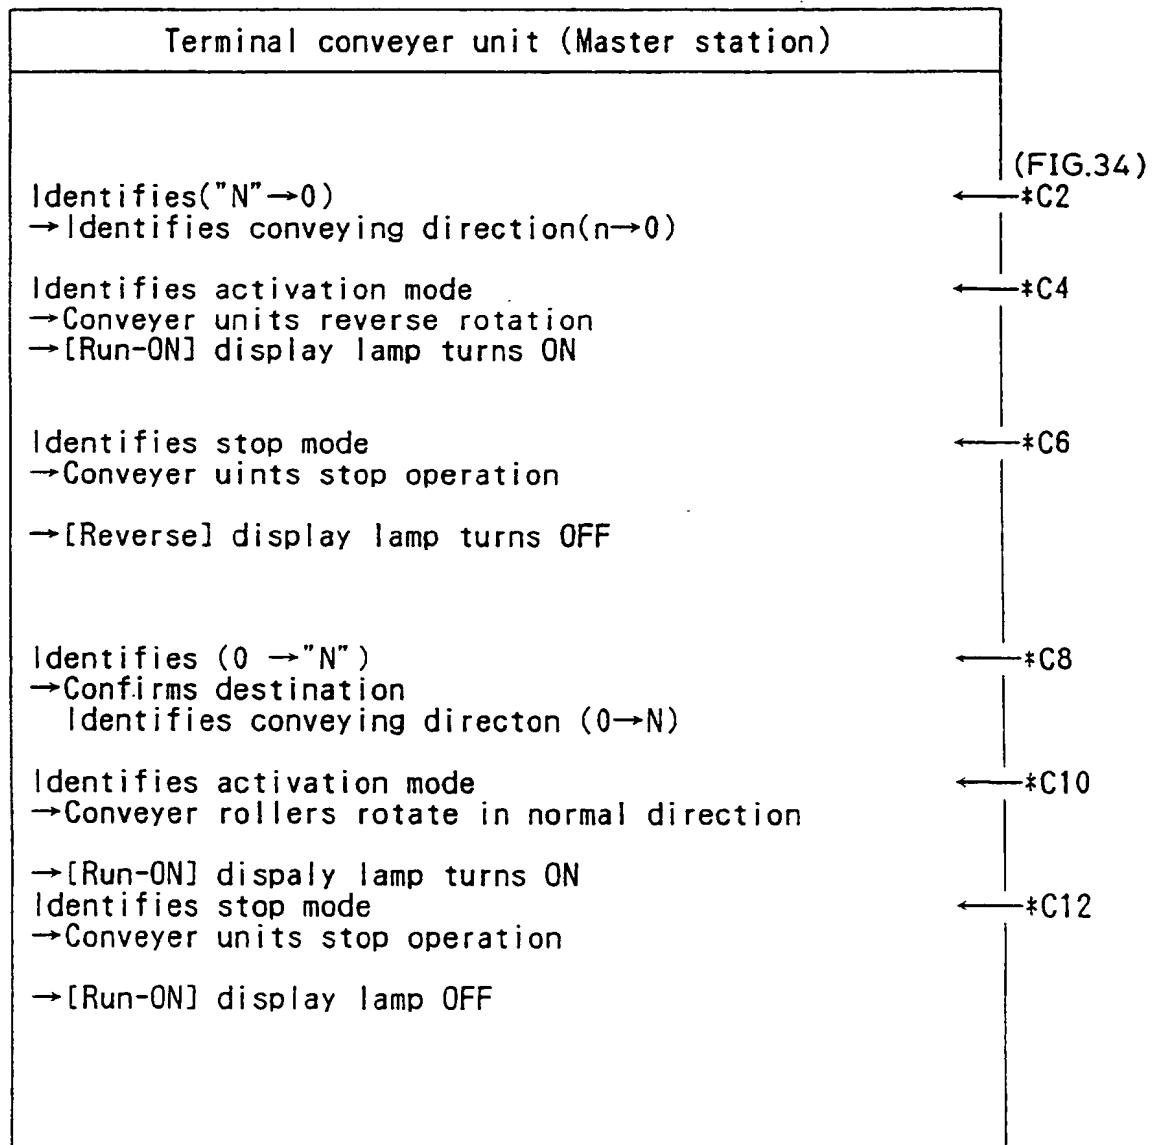 Terminal conveyer unit (Master station)
(FIG.34)
Identifies("N"→0) ←*C2
→Identifies conveying direction(n→0)
Identifies activation mode ←*C4
→Conveyer units reverse rotation
→[Run-ON] display lamp turns ON
Identifies stop mode ←*C6
→Conveyer uints stop operation
→[Reverse] display lamp turns OFF
Identifies (0 →"N") ←*C8
→Confirms destination
Identifies conveying directon (0→N)
Identifies activation mode ←*C10
→Conveyer rollers rotate in normal direction
→[Run-ON] dispaly lamp turns ON
Identifies stop mode ←*C12
→Conveyer units stop operation
→[Run-ON] display lamp OFF